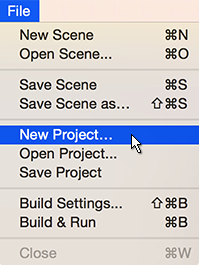 File
New Scene ⌘N
Open Scene... ⌘O
Save Scene ⌘S
Save Scene as... ⇧⌘S
New Project...
Open Project...
Save Project
Build Settings... ⇧⌘B
Build & Run ⌘B
Close ⌘W